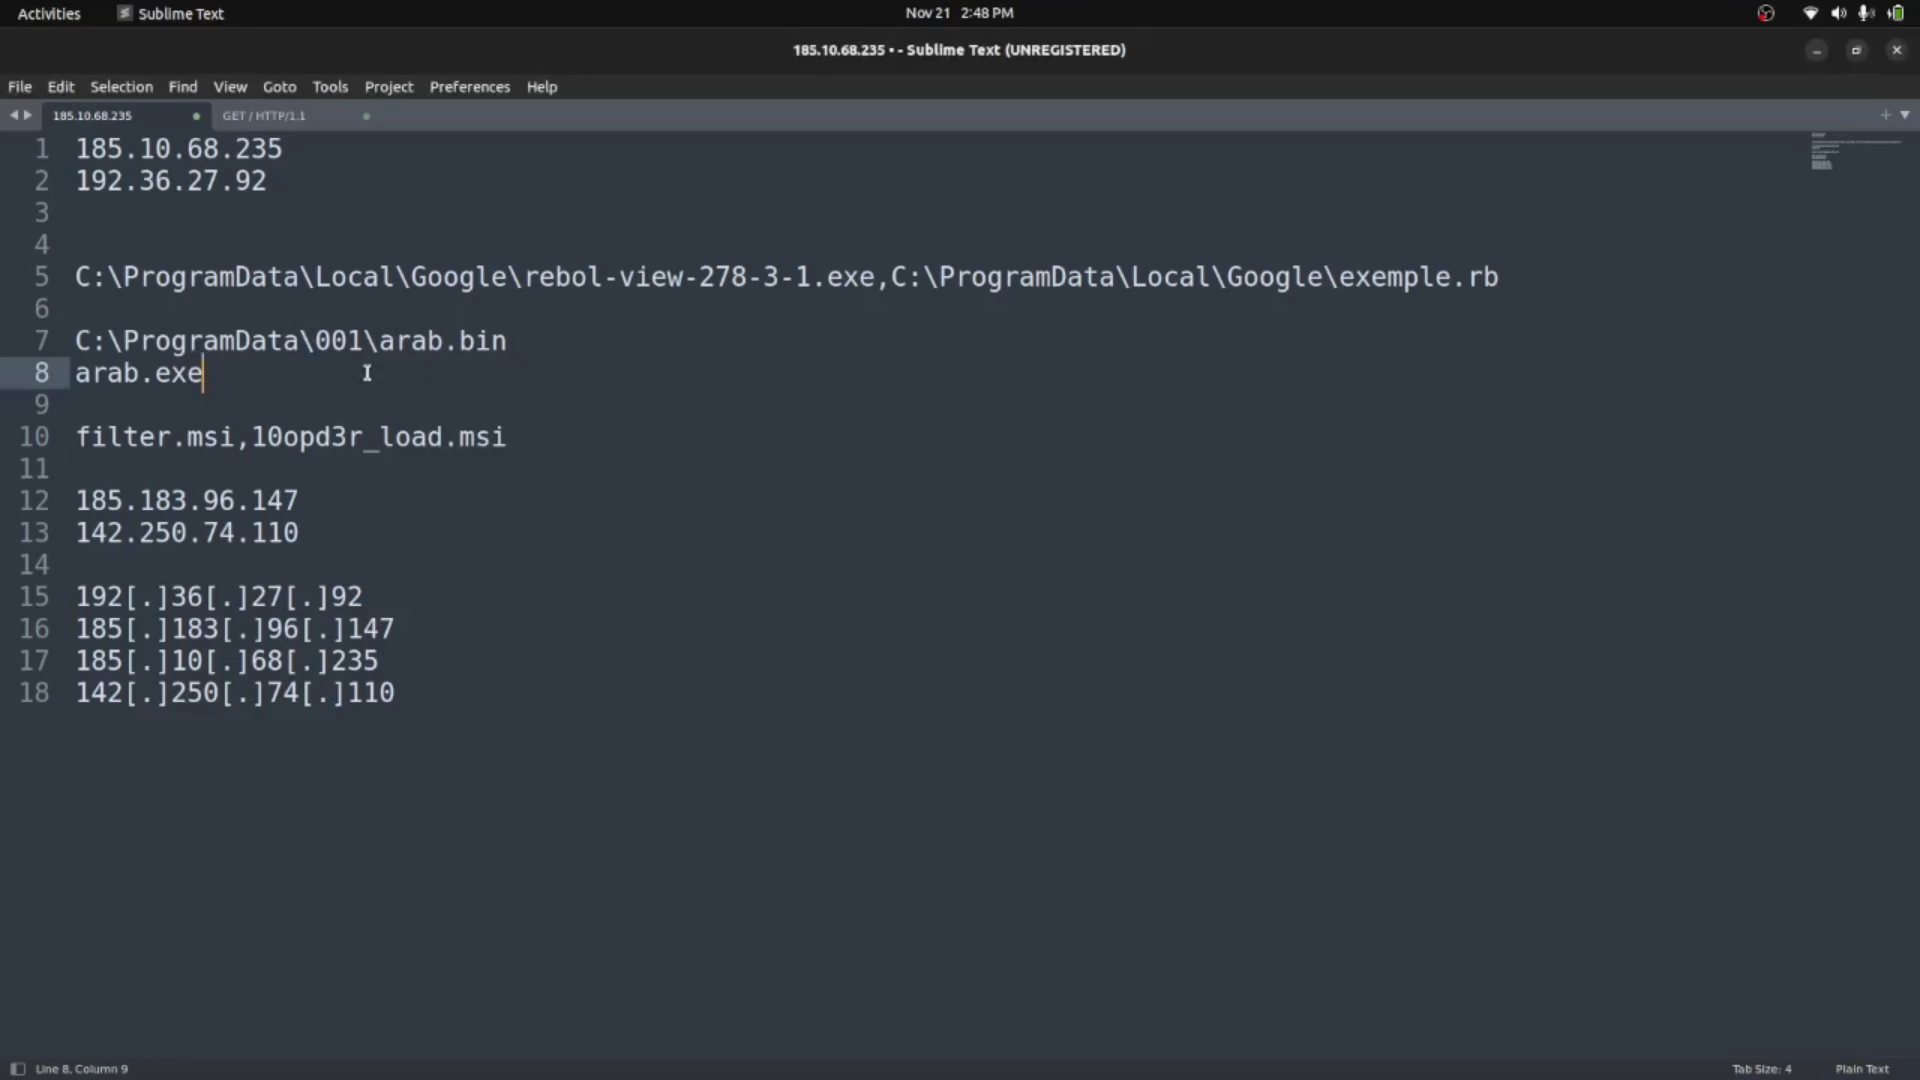 Activities Sublime Text Nov 21 2:48 PM
185.10.68.235 • - Sublime Text (UNREGISTERED)
File Edit Selection Find View Goto Tools Project Preferences Help
185.10.68.235 GET / HTTP/1.1
1 185.10.68.235
2 192.36.27.92
3
4
5 C:\ProgramData\Local\Google\rebol-view-278-3-1.exe,C:\ProgramData\Local\Google\exemple.rb
6
7 C:\ProgramData\001\arab.bin
8 arab.exe
9
10 filter.msi,10opd3r_load.msi
11
12 185.183.96.147
13 142.250.74.110
14
15 192[.]36[.]27[.]92
16 185[.]183[.]96[.]147
17 185[.]10[.]68[.]235
18 142[.]250[.]74[.]110
Line 8, Column 9 Tab Size: 4 Plain Text